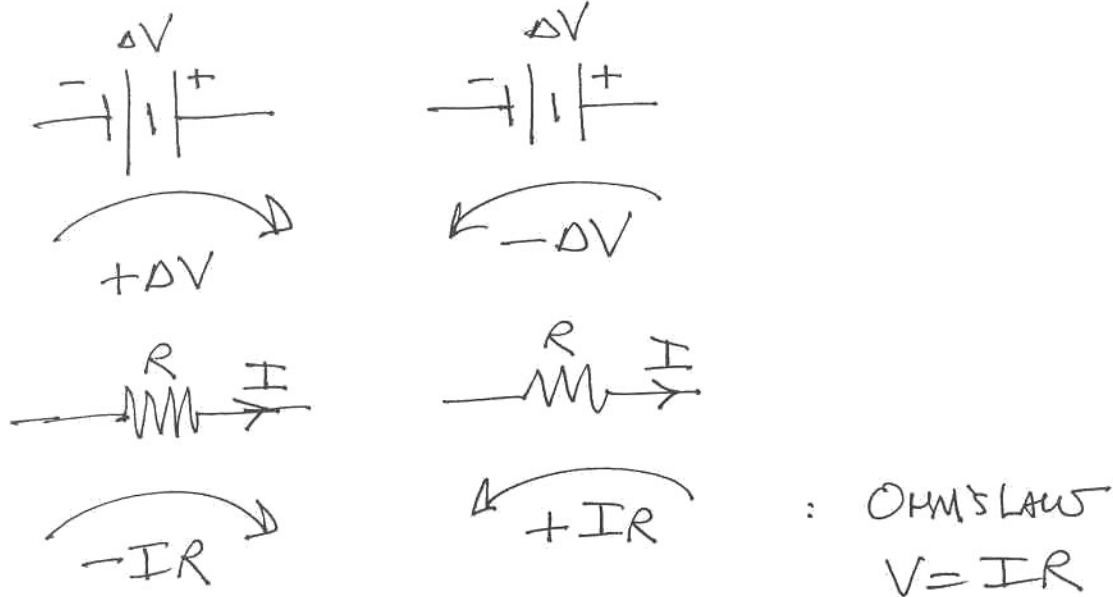 ΔV ΔV
- + - +
+ΔV -ΔV
R I R I
-IR +IR : OHM'S LAW
V = IR